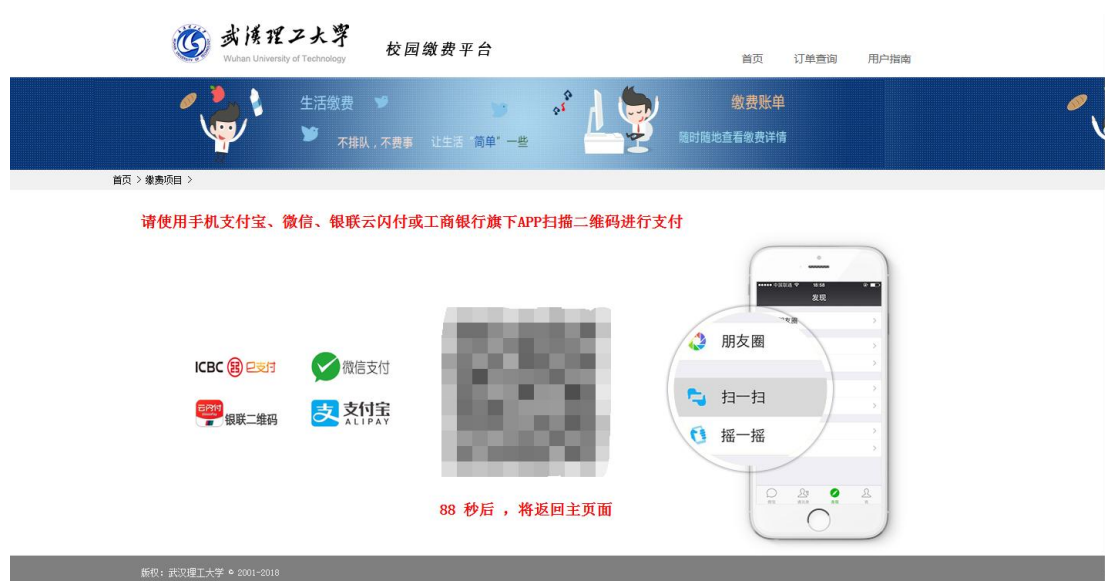 武汉理工大学
Wuhan University of Technology
校园缴费平台
首页 订单查询 用户指南
生活缴费
不排队，不费事 让生活“简单”一些
缴费账单
随时随地查看缴费详情
首页 > 缴费项目 >
请使用手机支付宝、微信、银联云闪付或工商银行旗下APP扫描二维码进行支付
中国联通 16:58
发现
朋友圈
扫一扫
摇一摇
ICBC e支付
微信支付
云闪付
银联二维码
支 支付宝
ALIPAY
88 秒后，将返回主页面
版权：武汉理工大学 © 2001-2018